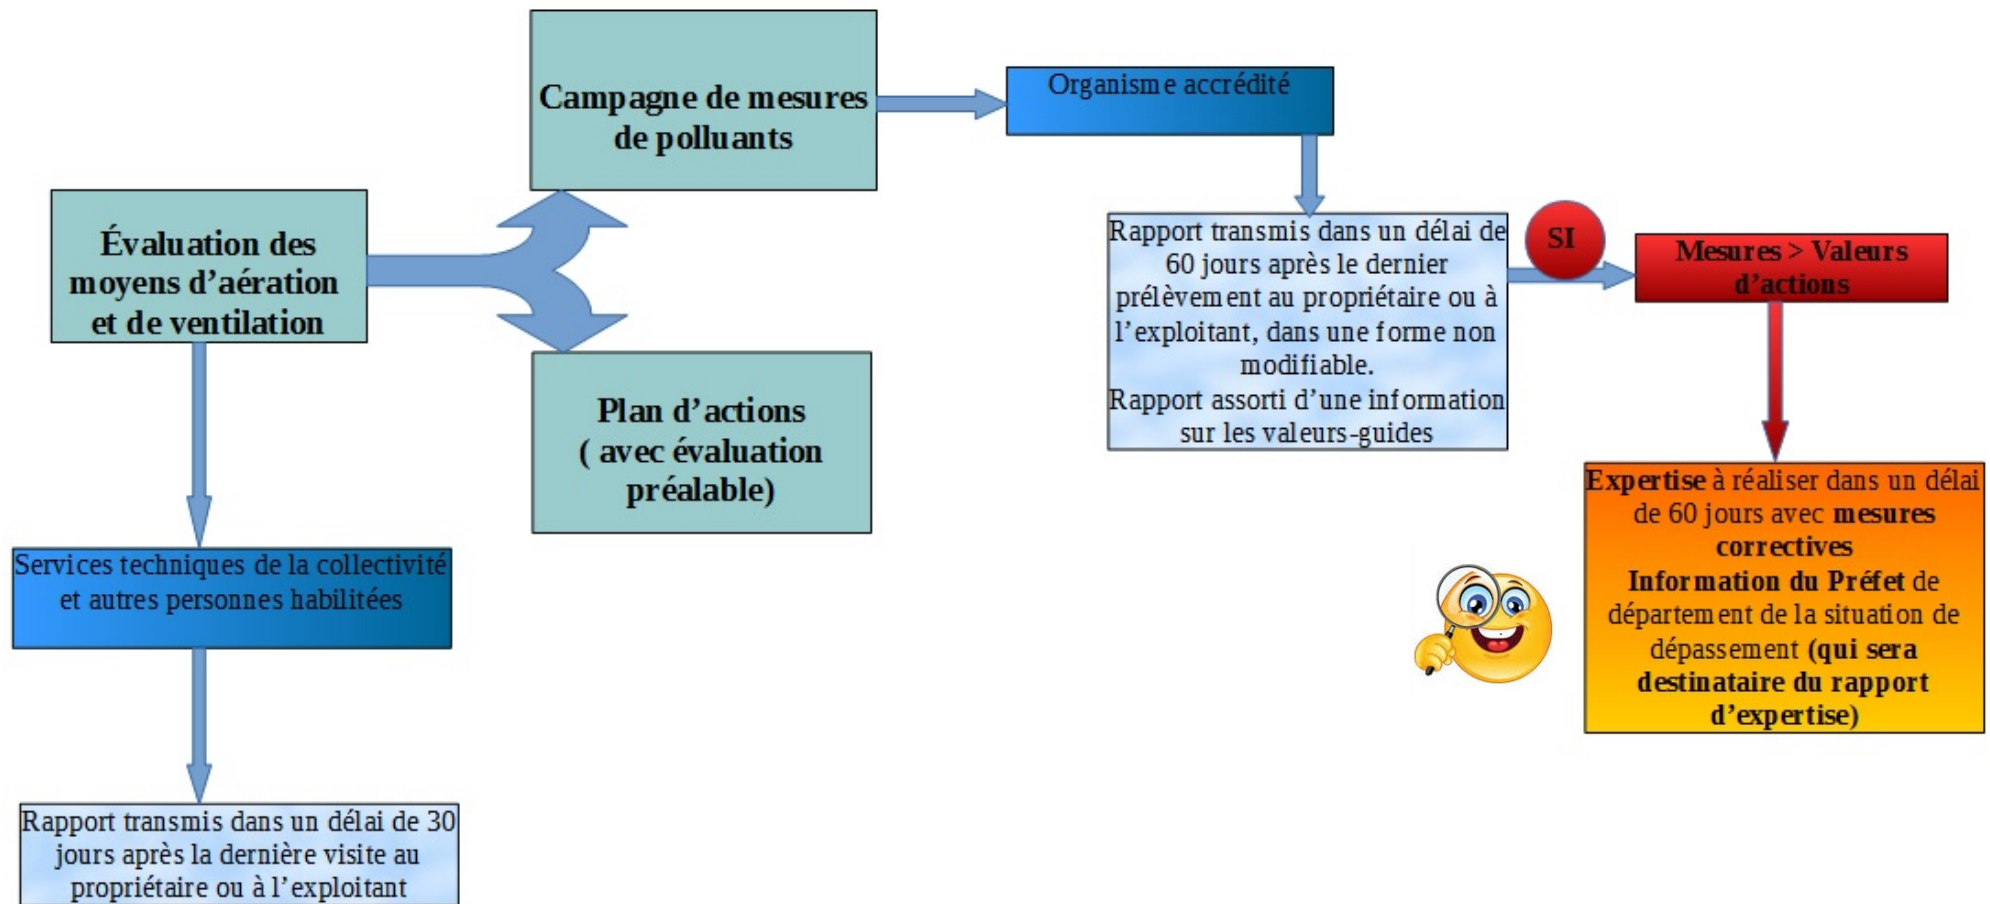 Campagne de mesures
de polluants
Organisme accrédité
Évaluation des
moyens d’aération
et de ventilation
Rapport transmis dans un délai de
60 jours après le dernier
prélèvement au propriétaire ou à
l’exploitant, dans une forme non
modifiable.
Rapport assorti d’une information
sur les valeurs-guides
SI
Mesures > Valeurs
d’actions
Plan d’actions
( avec évaluation
préalable)
Expertise à réaliser dans un délai
de 60 jours avec mesures
correctives
Information du Préfet de
département de la situation de
dépassement (qui sera
destinataire du rapport
d’expertise)
Services techniques de la collectivité
et autres personnes habilitées
Rapport transmis dans un délai de 30
jours après la dernière visite au
propriétaire ou à l’exploitant